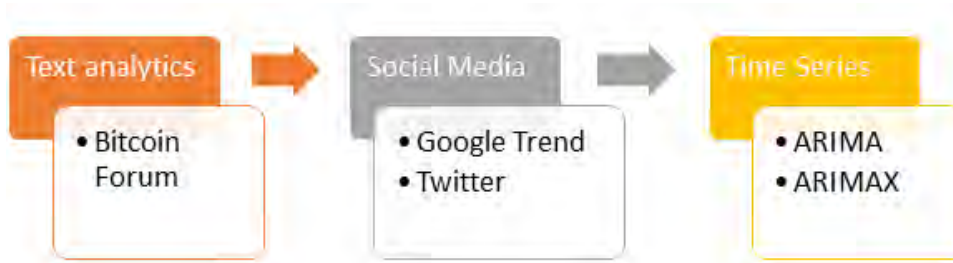 Text analytics
• Bitcoin
Forum
Social Media
• Google Trend
• Twitter
Time Series
• ARIMA
• ARIMAX